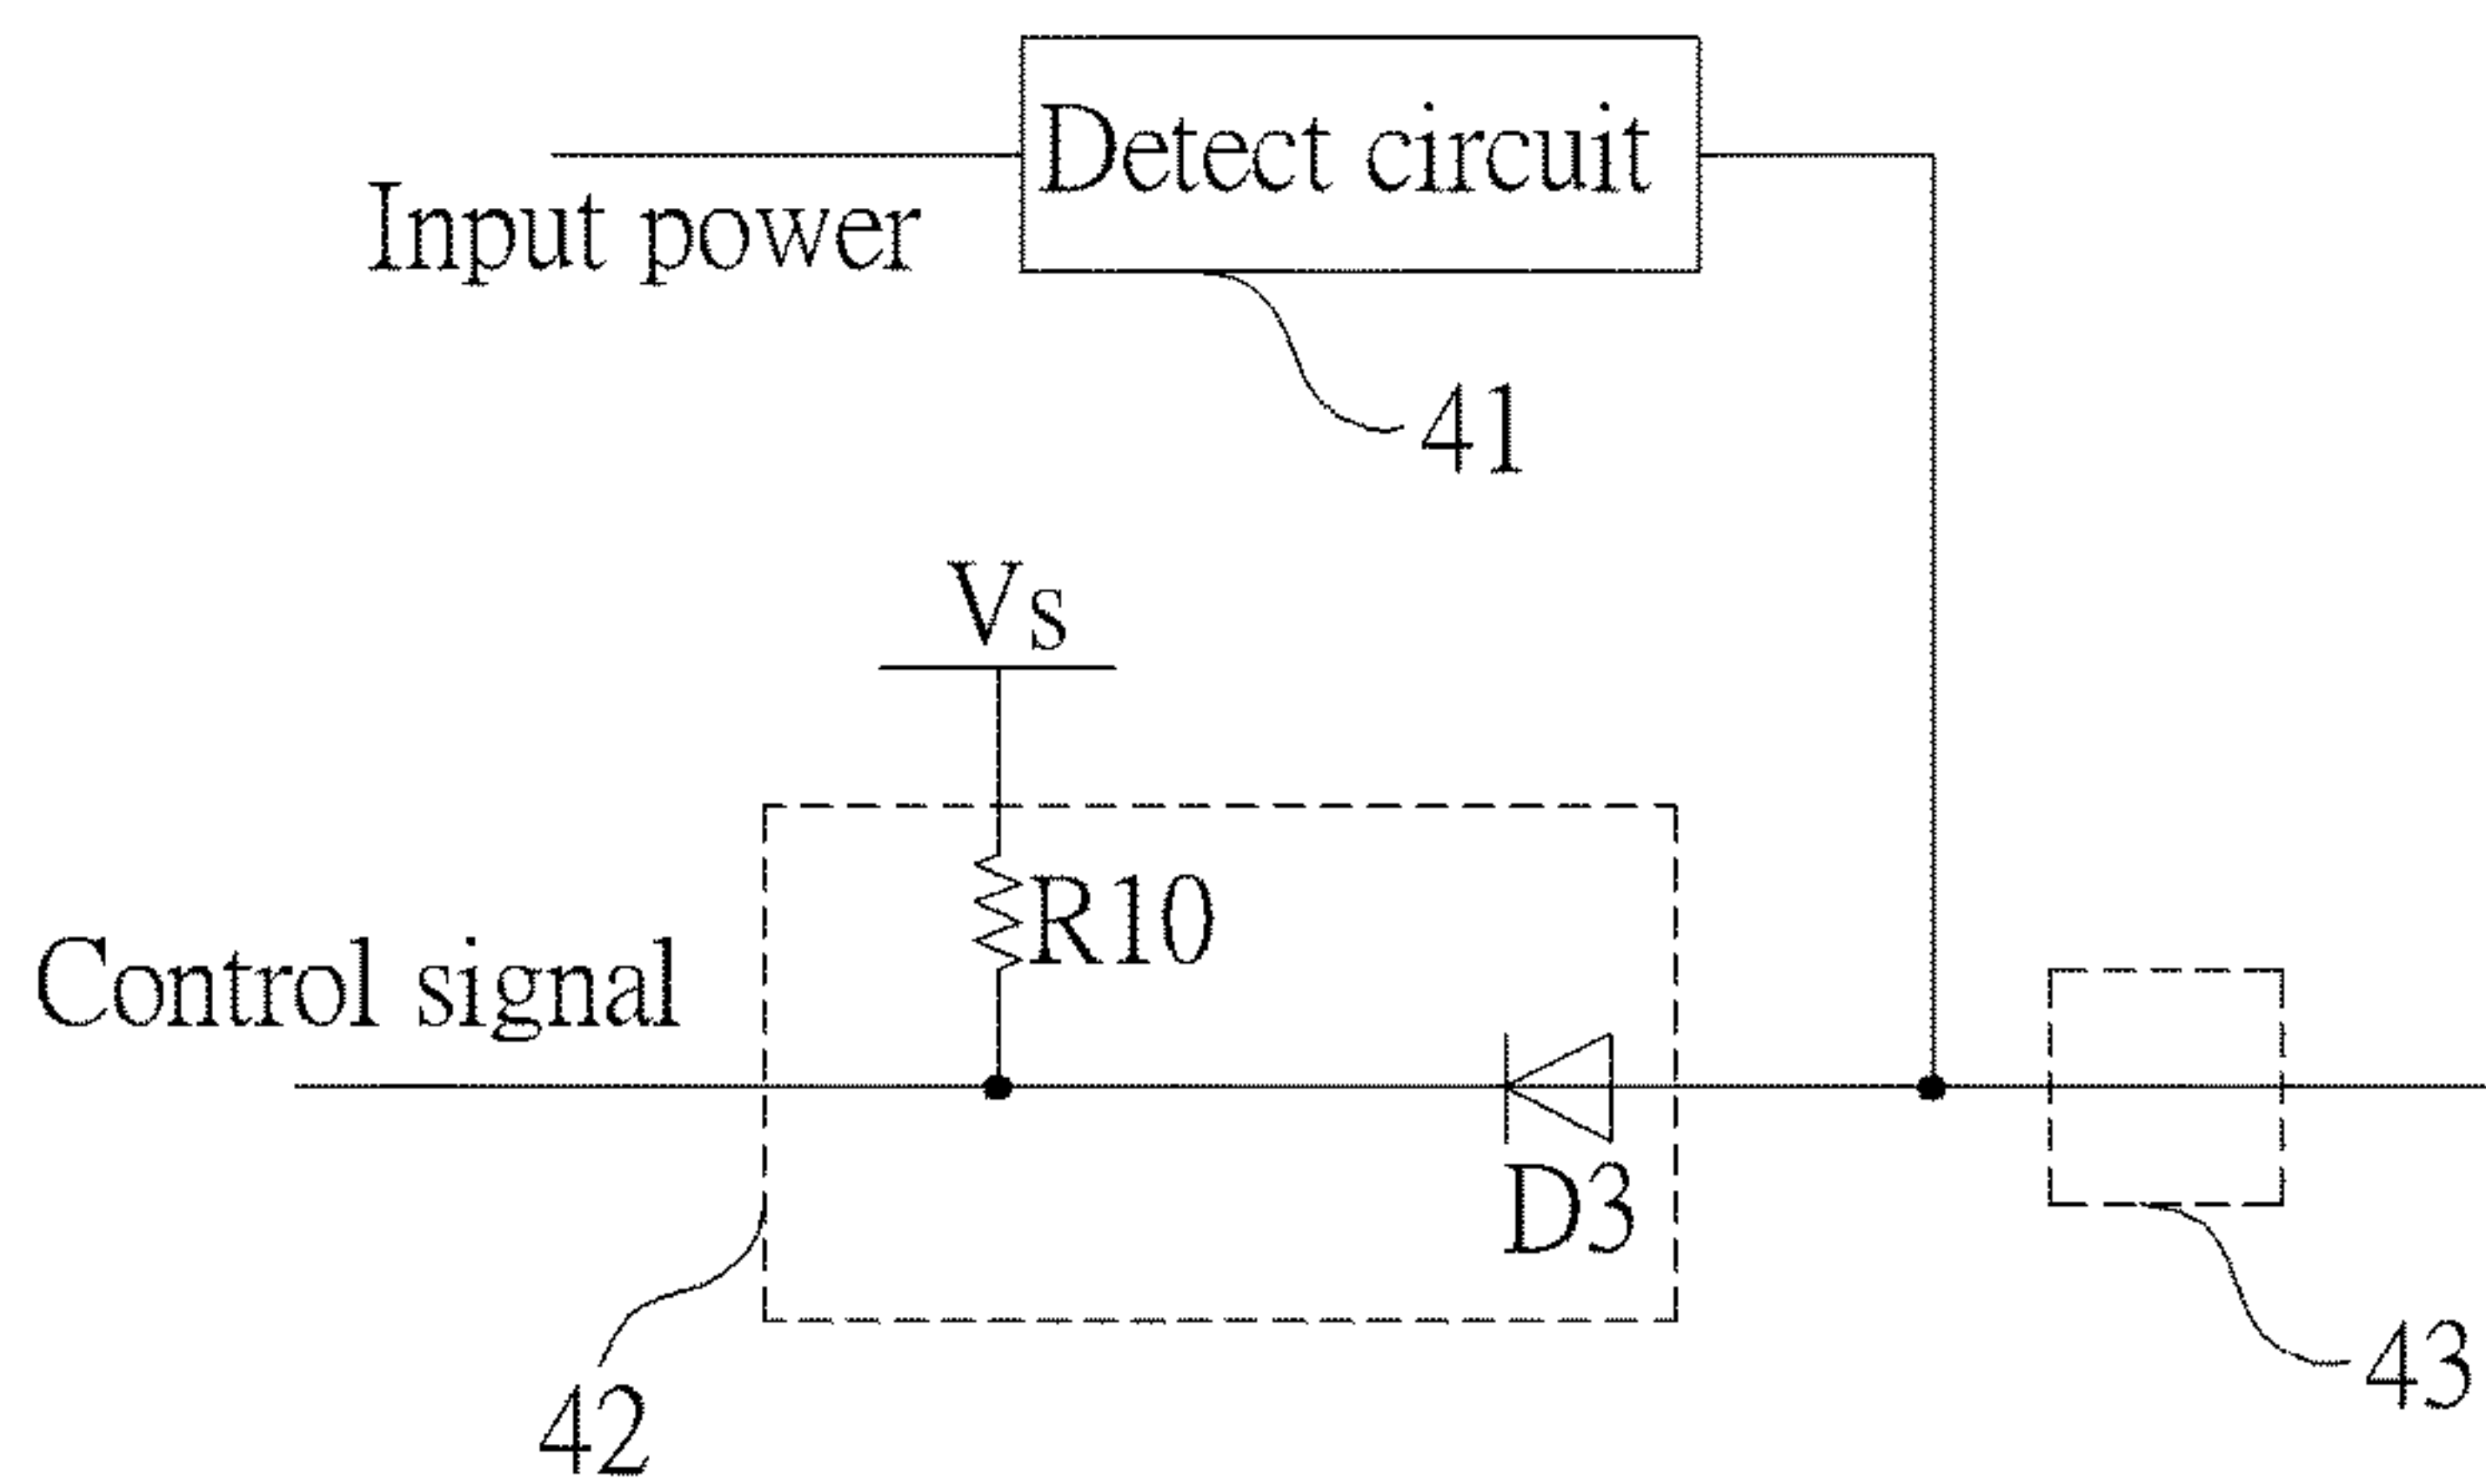 Detect circuit
Input power
41
Vs
R10
Control signal
D3
42
43